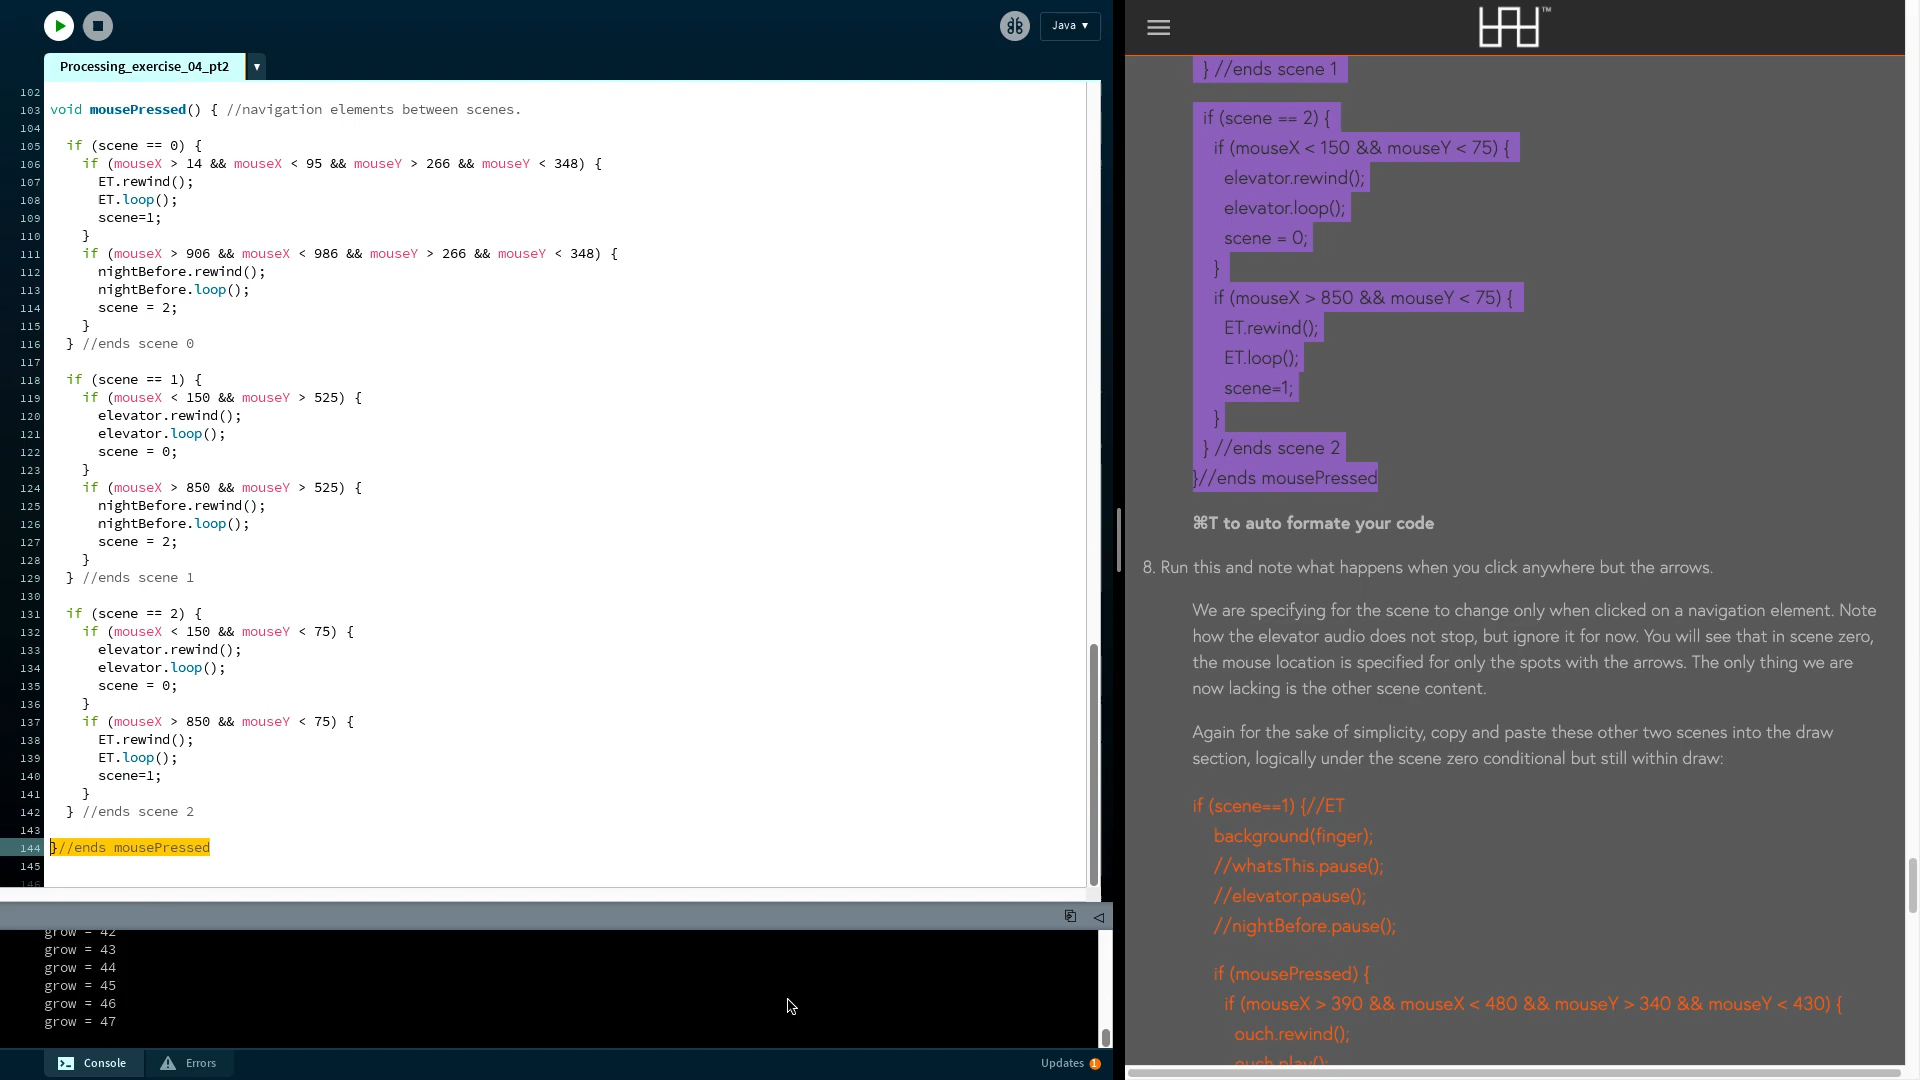 Java ▾
Processing_exercise_04_pt2 ▾
102
103 void mousePressed() { //navigation elements between scenes.
104
105 if (scene == 0) {
106 if (mouseX > 14 && mouseX < 95 && mouseY > 266 && mouseY < 348) {
107 ET.rewind();
108 ET.loop();
109 scene=1;
110 }
111 if (mouseX > 906 && mouseX < 986 && mouseY > 266 && mouseY < 348) {
112 nightBefore.rewind();
113 nightBefore.loop();
114 scene = 2;
115 }
116 } //ends scene 0
117
118 if (scene == 1) {
119 if (mouseX < 150 && mouseY > 525) {
120 elevator.rewind();
121 elevator.loop();
122 scene = 0;
123 }
124 if (mouseX > 850 && mouseY > 525) {
125 nightBefore.rewind();
126 nightBefore.loop();
127 scene = 2;
128 }
129 } //ends scene 1
130
131 if (scene == 2) {
132 if (mouseX < 150 && mouseY < 75) {
133 elevator.rewind();
134 elevator.loop();
135 scene = 0;
136 }
137 if (mouseX > 850 && mouseY < 75) {
138 ET.rewind();
139 ET.loop();
140 scene=1;
141 }
142 } //ends scene 2
143
144 }//ends mousePressed
145
146
grow = 42
grow = 43
grow = 44
grow = 45
grow = 46
grow = 47
Console
Errors
Updates 1
} //ends scene 1
if (scene == 2) {
if (mouseX < 150 && mouseY < 75) {
elevator.rewind();
elevator.loop();
scene = 0;
}
if (mouseX > 850 && mouseY < 75) {
ET.rewind();
ET.loop();
scene=1;
}
} //ends scene 2
}//ends mousePressed
⌘T to auto formate your code
8. Run this and note what happens when you click anywhere but the arrows.
We are specifying for the scene to change only when clicked on a navigation element. Note
how the elevator audio does not stop, but ignore it for now. You will see that in scene zero,
the mouse location is specified for only the spots with the arrows. The only thing we are
now lacking is the other scene content.
Again for the sake of simplicity, copy and paste these other two scenes into the draw
section, logically under the scene zero conditional but still within draw:
if (scene==1) {//ET
background(finger);
//whatsThis.pause();
//elevator.pause();
//nightBefore.pause();
if (mousePressed) {
if (mouseX > 390 && mouseX < 480 && mouseY > 340 && mouseY < 430) {
ouch.rewind();
ouch.play();